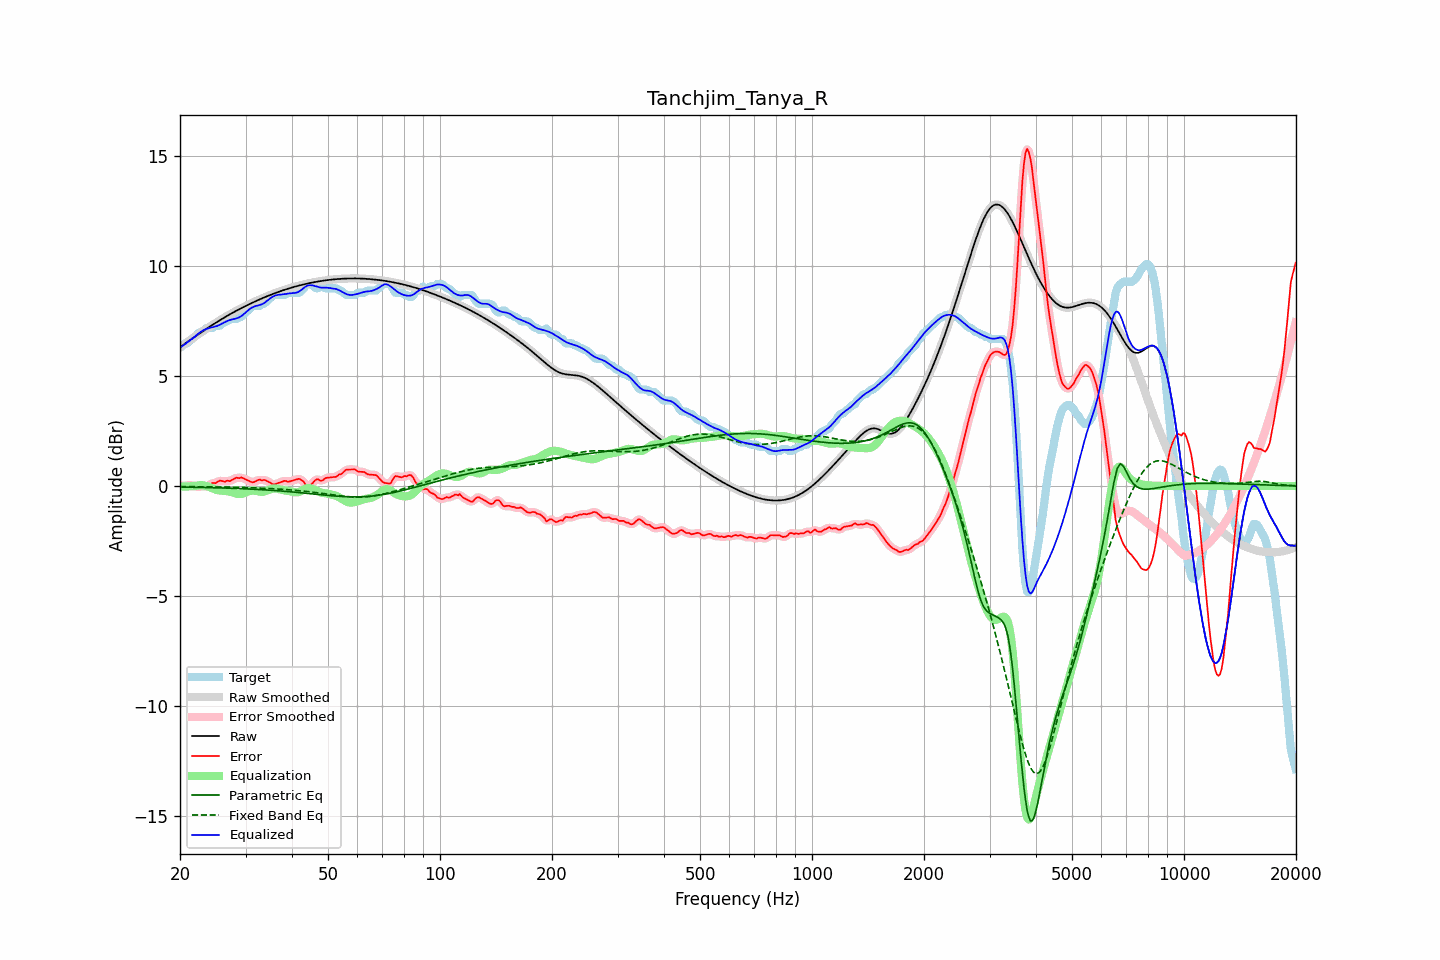 Tanchjim_Tanya_R
Amplitude (dBr)
15
10
5
0
−5
−10
−15
Target
Raw Smoothed
Error Smoothed
Raw
Error
Equalization
Parametric Eq
Fixed Band Eq
Equalized
20 50 100 200 500 1000 2000 5000 10000 20000
Frequency (Hz)